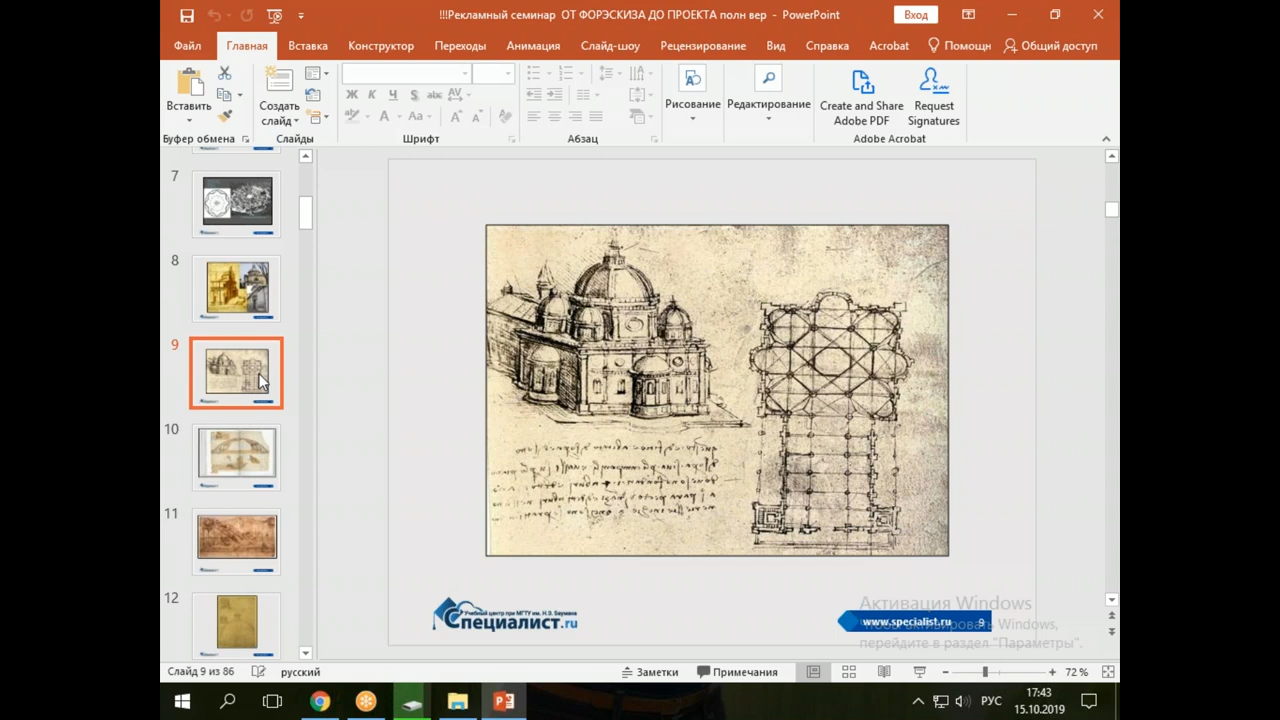 !!!Рекламный семинар ОТ ФОРЭСКИЗА ДО ПРОЕКТА полн вер - PowerPoint
Вход
Файл Главная Вставка Конструктор Переходы Анимация Слайд-шоу Рецензирование Вид Справка Acrobat Помощн Общий доступ
Вставить
Создать слайд
Ж К Ч S abc AV
Aa A A
Рисование
Редактирование
Create and Share Adobe PDF
Request Signatures
Буфер обмена Слайды Шрифт Абзац Adobe Acrobat
7
8
9
10
11
12
Учебный центр при МГТУ им. Н.Э. Баумана
Специалист.ru
www.specialist.ru 9
Активация Windows
Чтобы активировать Windows,
перейдите в раздел "Параметры".
Слайд 9 из 86 русский Заметки Примечания 72 %
РУС
17:43
15.10.2019